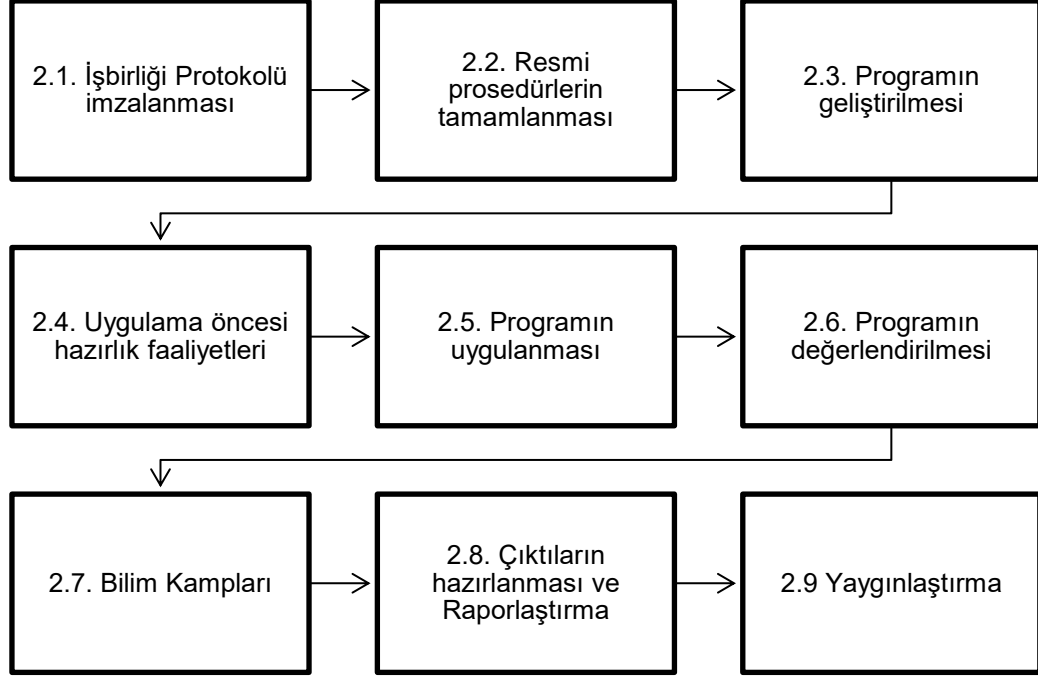 2.1. İşbirliği Protokolü
imzalanması
2.2. Resmi
prosedürlerin
tamamlanması
2.3. Programın
geliştirilmesi
2.4. Uygulama öncesi
hazırlık faaliyetleri
2.5. Programın
uygulanması
2.6. Programın
değerlendirilmesi
2.7. Bilim Kampları
2.8. Çıktıların
hazırlanması ve
Raporlaştırma
2.9 Yaygınlaştırma